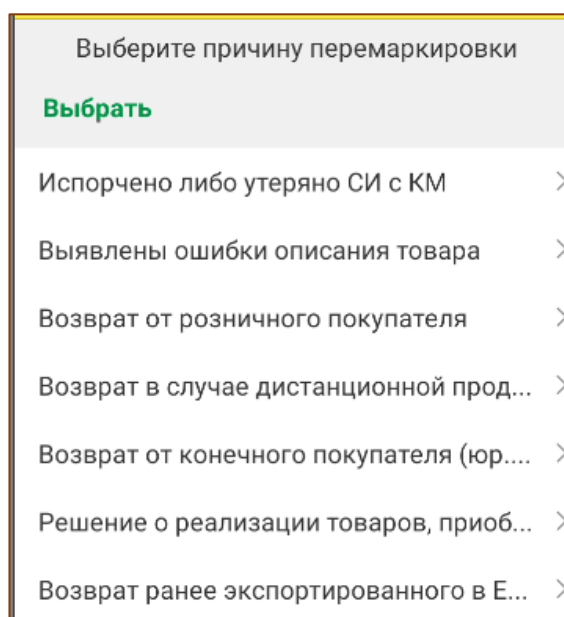 Выберите причину перемаркировки
Выбрать
Испорчено либо утеряно СИ с КМ
Выявлены ошибки описания товара
Возврат от розничного покупателя
Возврат в случае дистанционной прод...
Возврат от конечного покупателя (юр....
Решение о реализации товаров, приоб...
Возврат ранее экспортированного в Е...